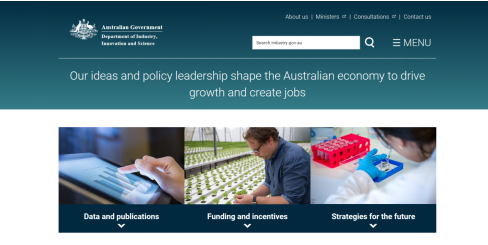 About us | Ministers | Consultations | Contact us
Australian Government
Department of Industry,
Innovation and Science
Search industry.gov.au
MENU
Our ideas and policy leadership shape the Australian economy to drive
growth and create jobs
Data and publications
Funding and incentives
Strategies for the future